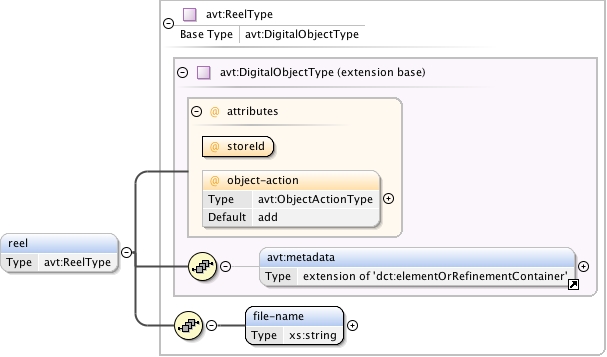 avt:ReelType
Base Type avt:DigitalObjectType
avt:DigitalObjectType (extension base)
@ attributes
@ storeId
@ object-action
Type avt:ObjectActionType
Default add
reel
Type avt:ReelType
avt:metadata
Type extension of 'dct:elementOrRefinementContainer'
file-name
Type xs:string